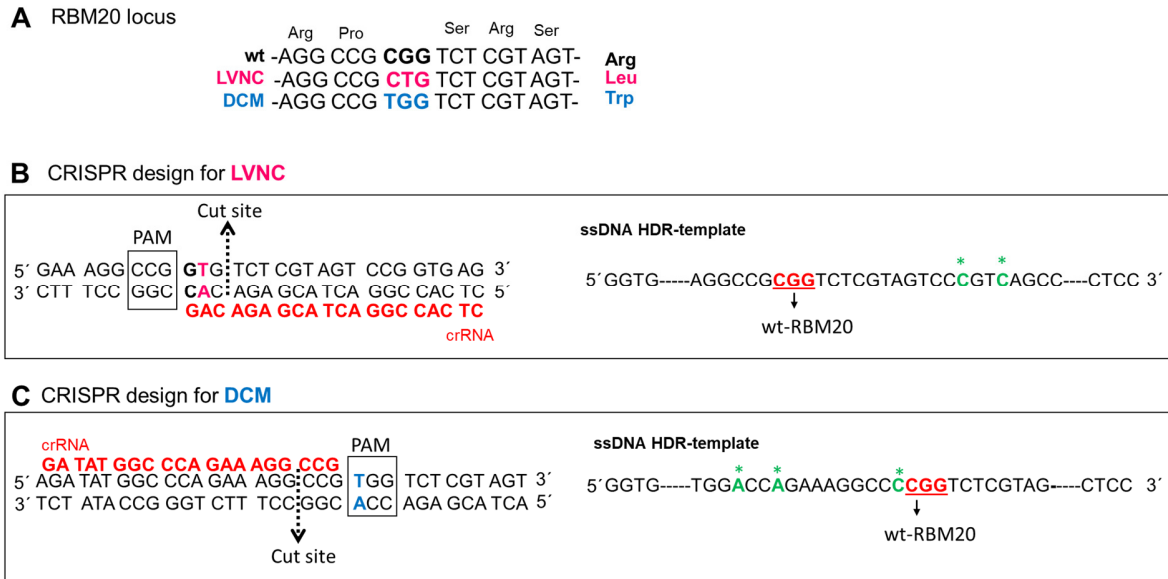 A RBM20 locus
Arg Pro Ser Arg Ser
wt -AGG CCG CGG TCT CGT AGT- Arg
LVNC -AGG CCG CTG TCT CGT AGT- Leu
DCM -AGG CCG TGG TCT CGT AGT- Trp
B CRISPR design for LVNC
Cut site
PAM
ssDNA HDR-template
5´ GAA AGG CCG GTG TCT CGT AGT CCG GTG AG 3´
3´ CTT TCC GGC CAC AGA GCA TCA GGC CAC TC 5´
GAC AGA GCA TCA GGC CAC TC
crRNA
* *
5´GGTG-----AGGCCGCGGTCTCGTAGTCCCGTCAGCC----CTCC 3´
wt-RBM20
C CRISPR design for DCM
crRNA
PAM
ssDNA HDR-template
GA TAT GGC CCA GAA AGG CCG
5´ AGA TAT GGC CCA GAA AGG CCG TGG TCT CGT AGT 3´
3´ TCT ATA CCG GGT CTT TCC GGC ACC AGA GCA TCA 5´
Cut site
* * *
5´GGTG-----TGGACCAGAAAGGCCCCGGTCTCGTAG-----CTCC 3´
wt-RBM20